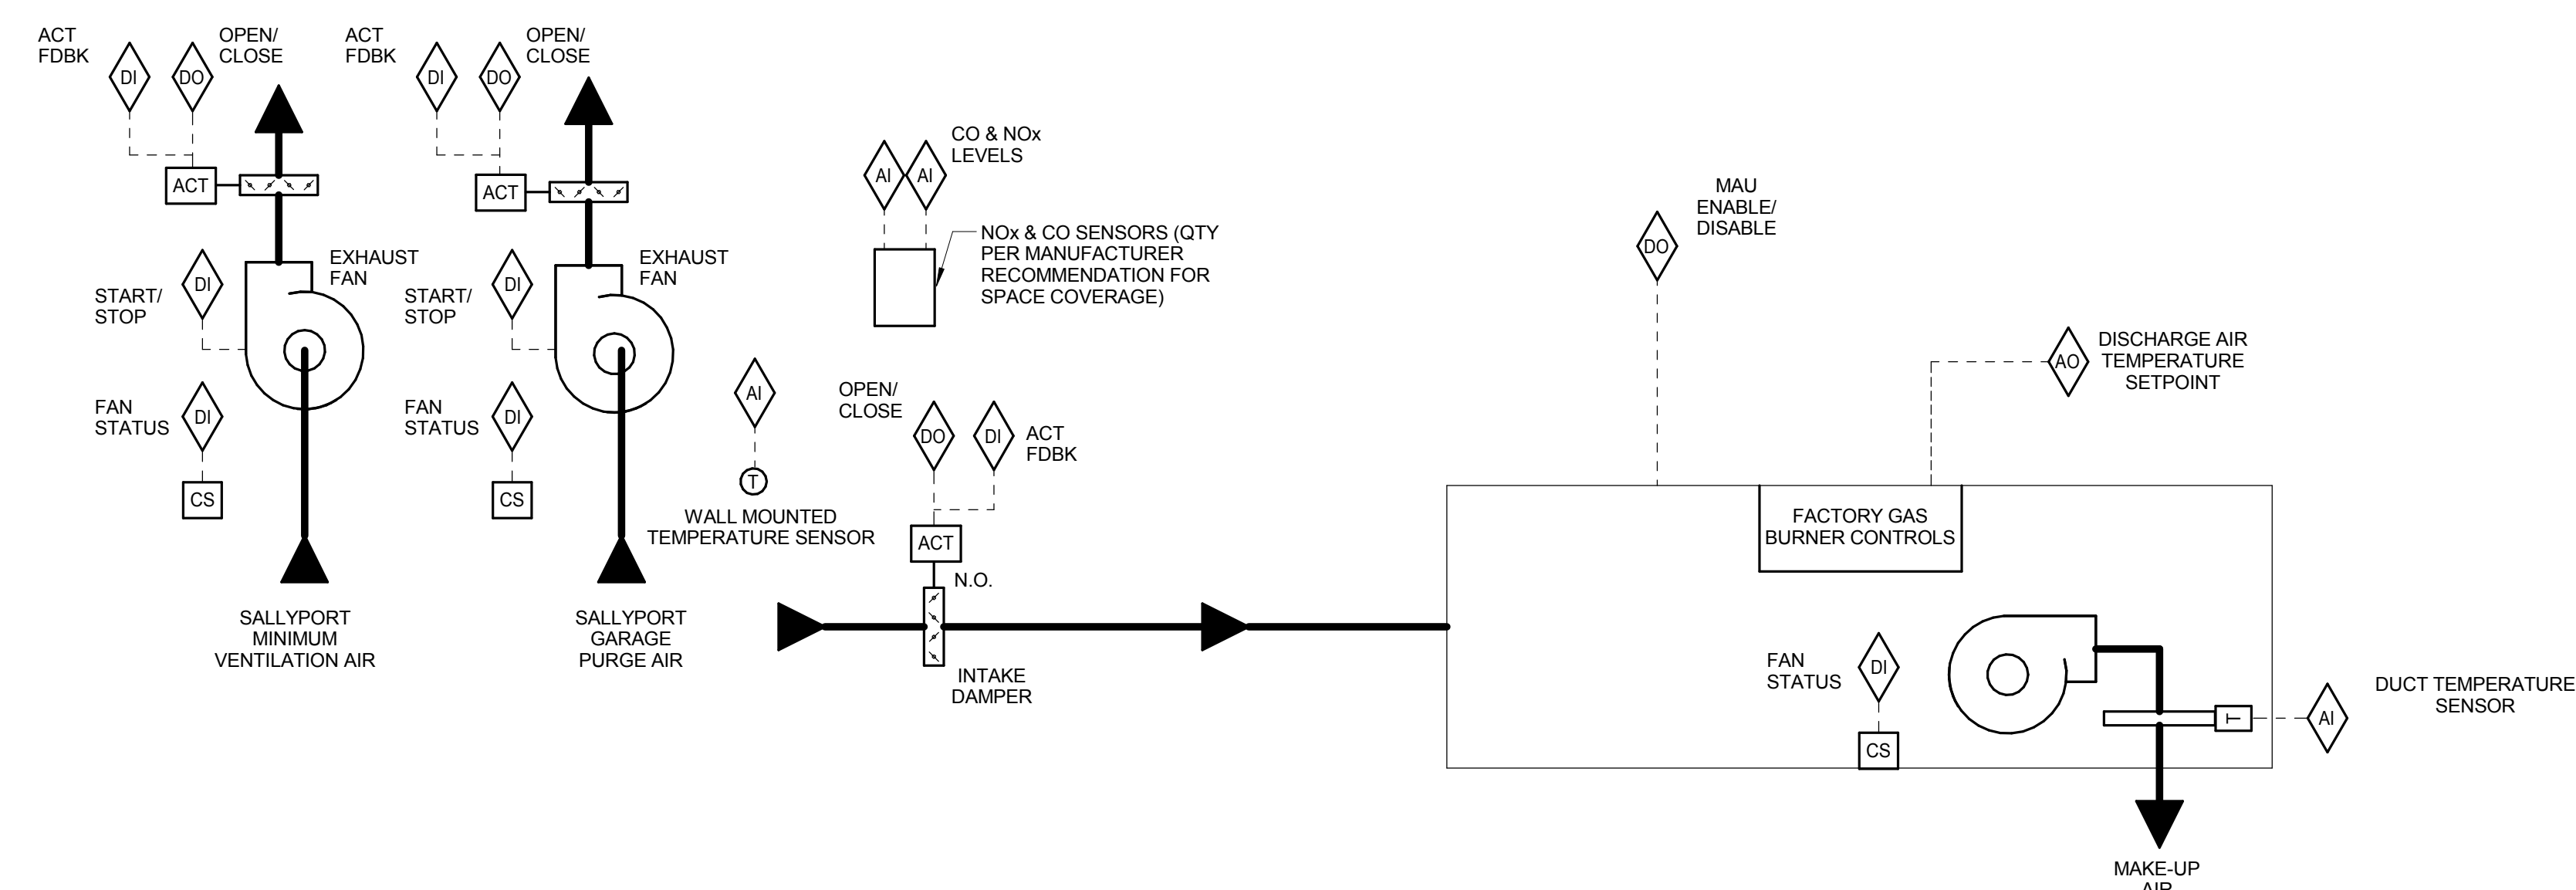 ACT
FDBK
DI
DO
OPEN/
CLOSE
ACT
EXHAUST
FAN
START/
STOP
DI
FAN
STATUS
DI
CS
SALLYPORT
MINIMUM
VENTILATION AIR
ACT
FDBK
DI
DO
OPEN/
CLOSE
ACT
EXHAUST
FAN
START/
STOP
DI
FAN
STATUS
DI
CS
SALLYPORT
GARAGE
PURGE AIR
AI
T
WALL MOUNTED
TEMPERATURE SENSOR
CO & NOx
LEVELS
AI
AI
NOx & CO SENSORS (QTY
PER MANUFACTURER
RECOMMENDATION FOR
SPACE COVERAGE)
OPEN/
CLOSE
DO
DI
ACT
FDBK
ACT
N.O.
INTAKE
DAMPER
MAU
ENABLE/
DISABLE
DO
DISCHARGE AIR
TEMPERATURE
SETPOINT
AO
FACTORY GAS
BURNER CONTROLS
FAN
STATUS
DI
CS
T
AI
DUCT TEMPERATURE
SENSOR
MAKE-UP
AIR